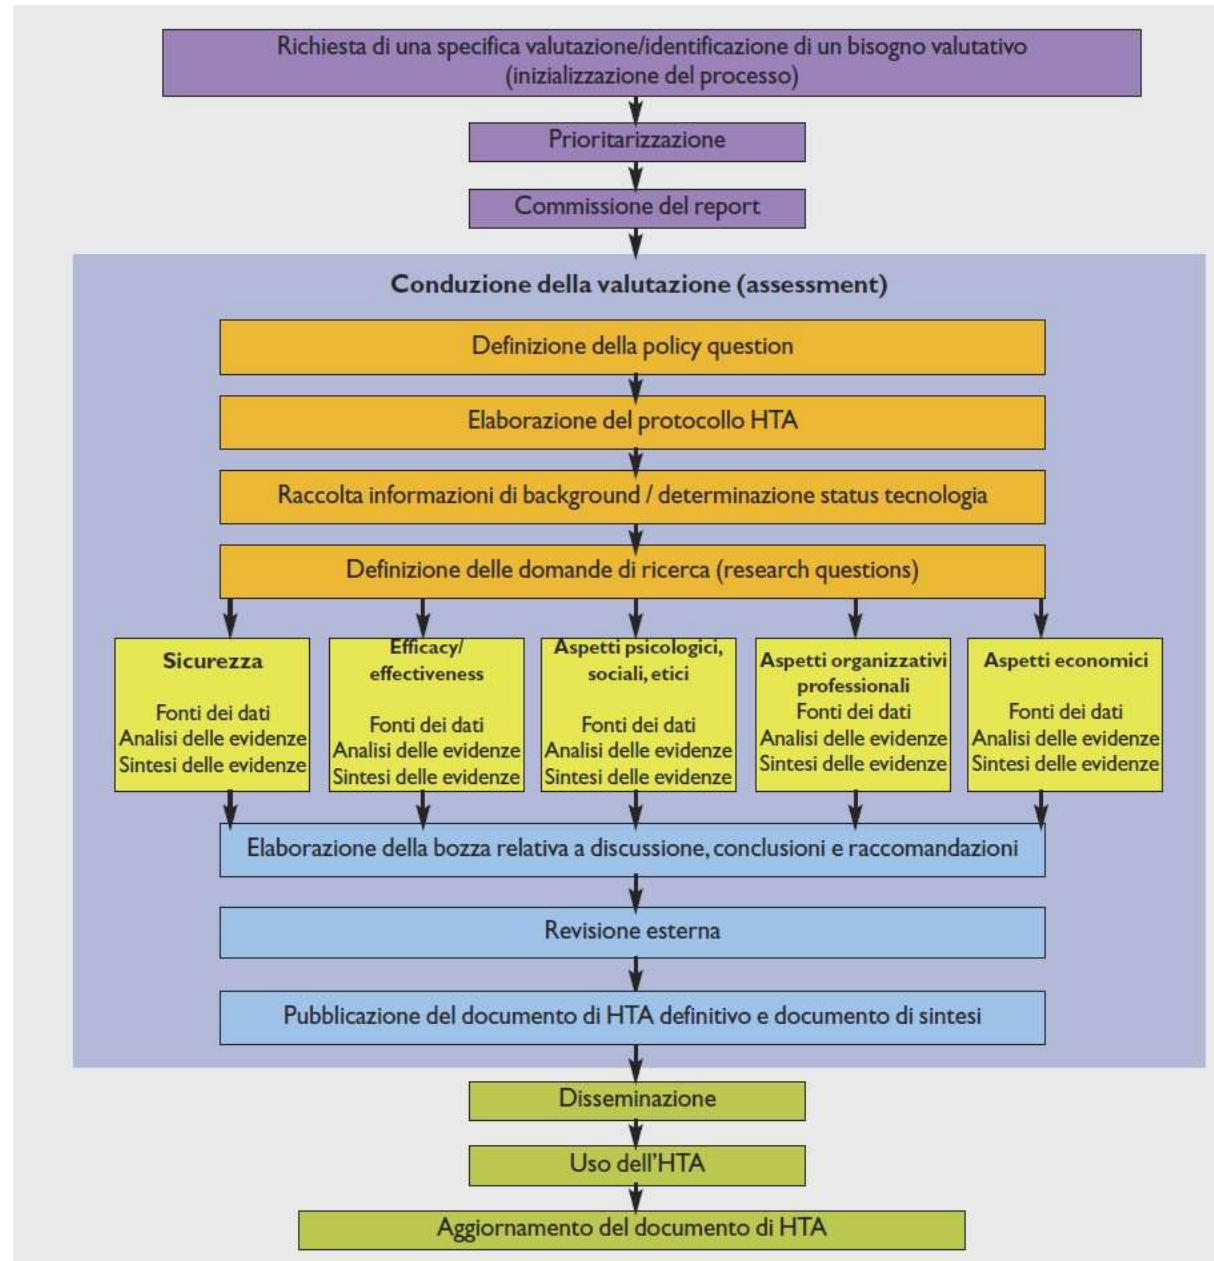 Richiesta di una specifica valutazione/identificazione di un bisogno valutativo
(inizializzazione del processo)
Prioritarizzazione
Commissione del report
Conduzione della valutazione (assessment)
Definizione della policy question
Elaborazione del protocollo HTA
Raccolta informazioni di background / determinazione status tecnologia
Definizione delle domande di ricerca (research questions)
Sicurezza
Fonti dei dati
Analisi delle evidenze
Sintesi delle evidenze
Efficacy/
effectiveness
Fonti dei dati
Analisi delle evidenze
Sintesi delle evidenze
Aspetti psicologici,
sociali, etici
Fonti dei dati
Analisi delle evidenze
Sintesi delle evidenze
Aspetti organizzativi
professionali
Fonti dei dati
Analisi delle evidenze
Sintesi delle evidenze
Aspetti economici
Fonti dei dati
Analisi delle evidenze
Sintesi delle evidenze
Elaborazione della bozza relativa a discussione, conclusioni e raccomandazioni
Revisione esterna
Pubblicazione del documento di HTA definitivo e documento di sintesi
Disseminazione
Uso dell'HTA
Aggiornamento del documento di HTA